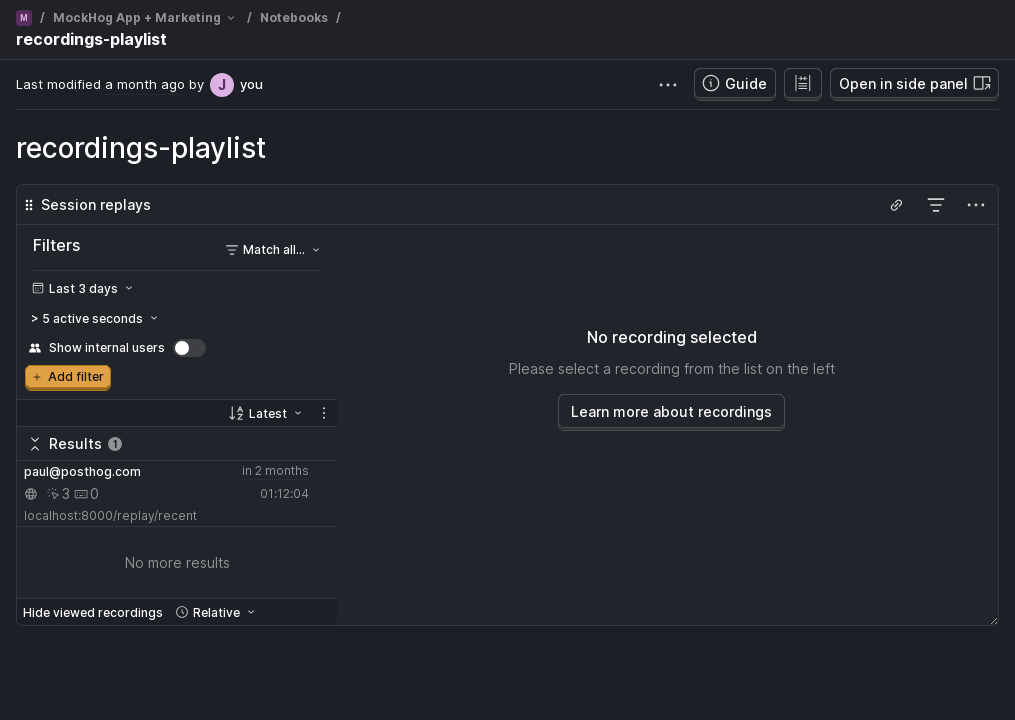 M / MockHog App + Marketing / Notebooks /
recordings-playlist
Last modified a month ago by J you
Guide
Open in side panel
recordings-playlist
Session replays
Filters
Match all...
Last 3 days
> 5 active seconds
Show internal users
+ Add filter
Latest
Results 1
paul@posthog.com
in 2 months
3 0
01:12:04
localhost:8000/replay/recent
No more results
Hide viewed recordings
Relative
No recording selected
Please select a recording from the list on the left
Learn more about recordings